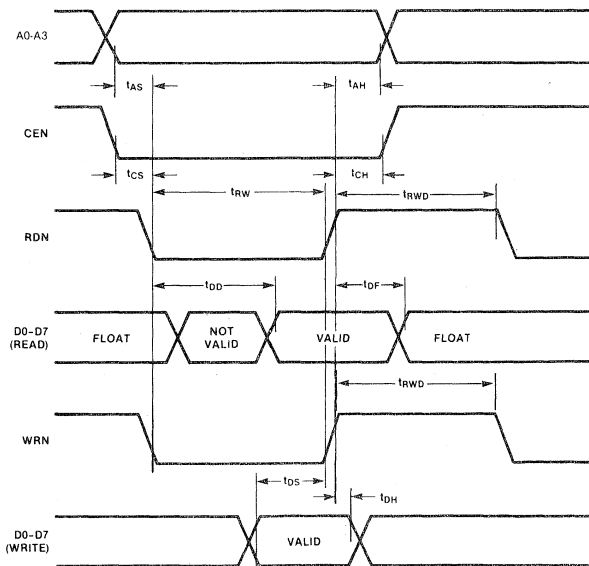 A0-A3
tAS
tAH
CEN
tCS
tCH
tRW
tRWD
RDN
tDD
tDF
D0-D7
(READ)
FLOAT
NOT
VALID
VALID
FLOAT
tRWD
WRN
tDS
tDH
D0-D7
(WRITE)
VALID